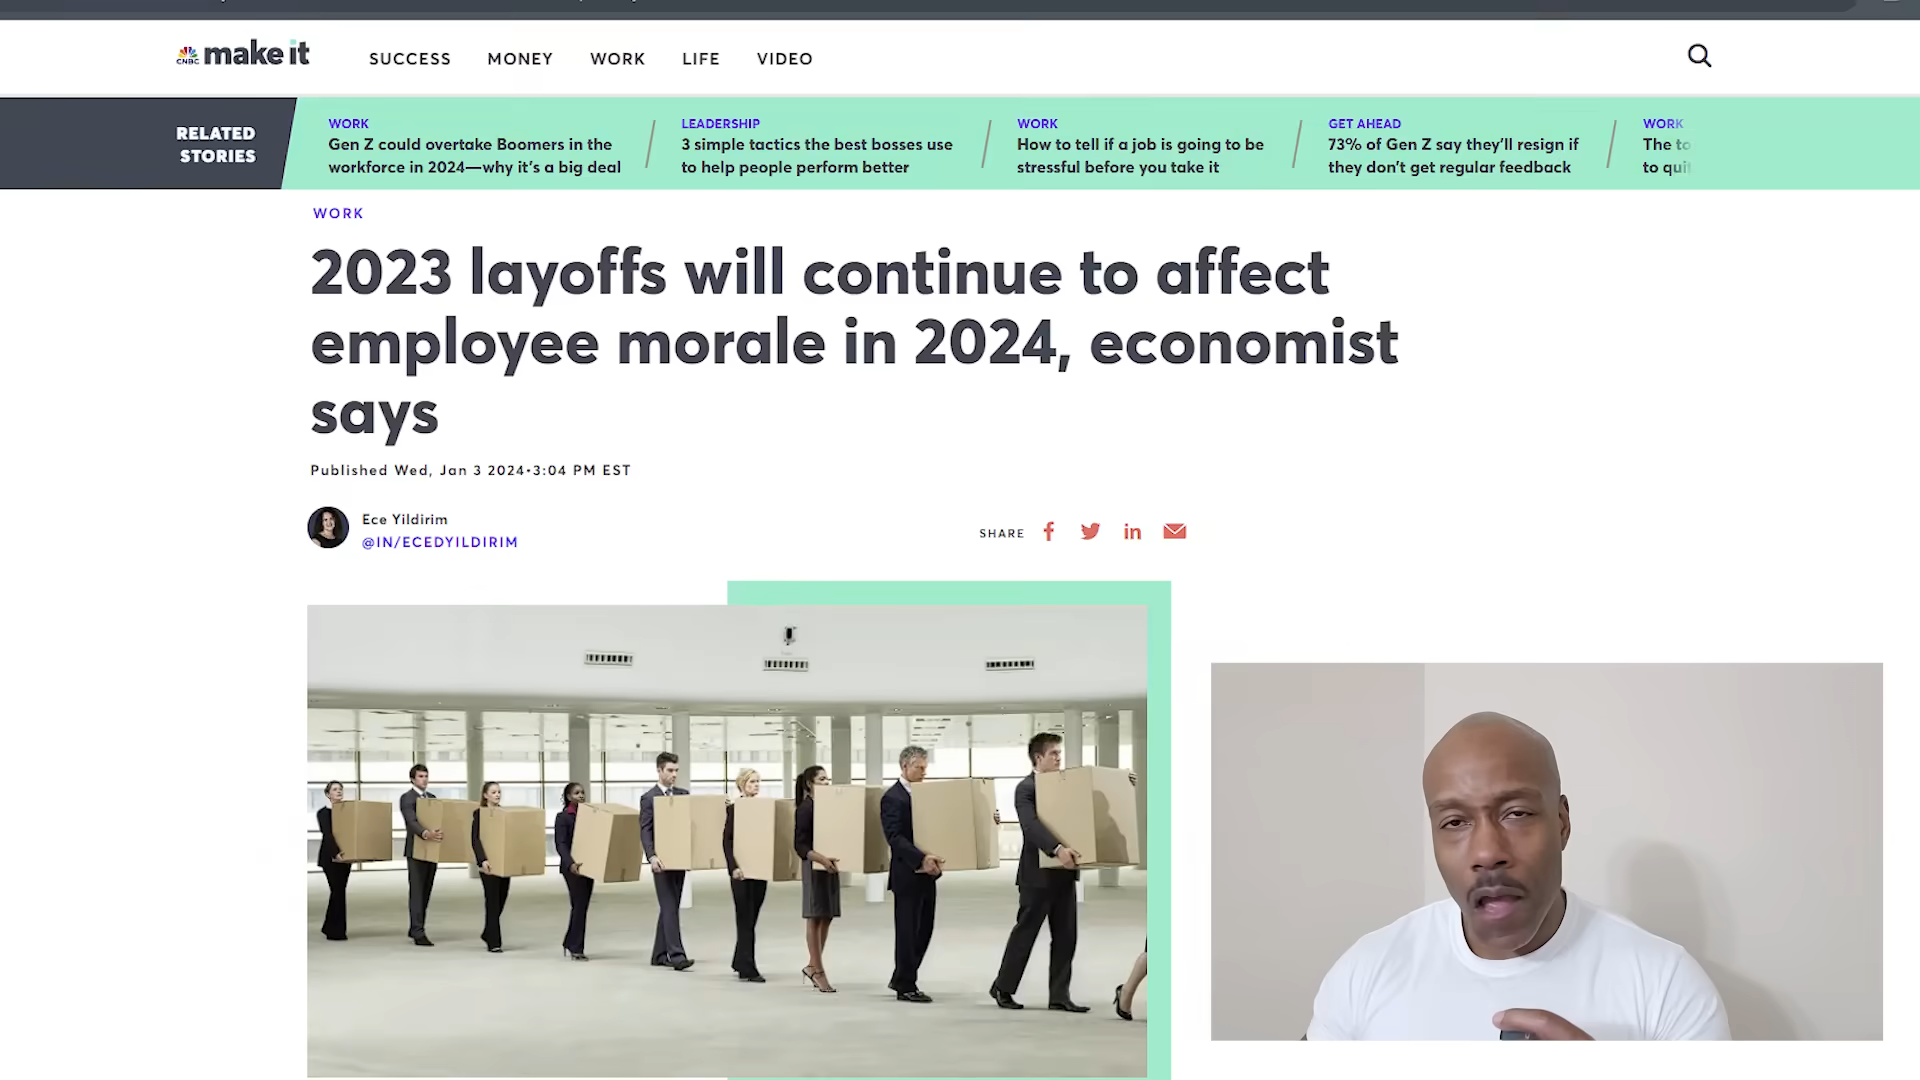 CNBC make it
SUCCESS
MONEY
WORK
LIFE
VIDEO
RELATED
STORIES
WORK
Gen Z could overtake Boomers in the
workforce in 2024—why it's a big deal
LEADERSHIP
3 simple tactics the best bosses use
to help people perform better
WORK
How to tell if a job is going to be
stressful before you take it
GET AHEAD
73% of Gen Z say they'll resign if
they don't get regular feedback
WORK
The
to
WORK
2023 layoffs will continue to affect
employee morale in 2024, economist
says
Published Wed, Jan 3 2024•3:04 PM EST
Ece Yildirim
@IN/ECEDYILDIRIM
SHARE